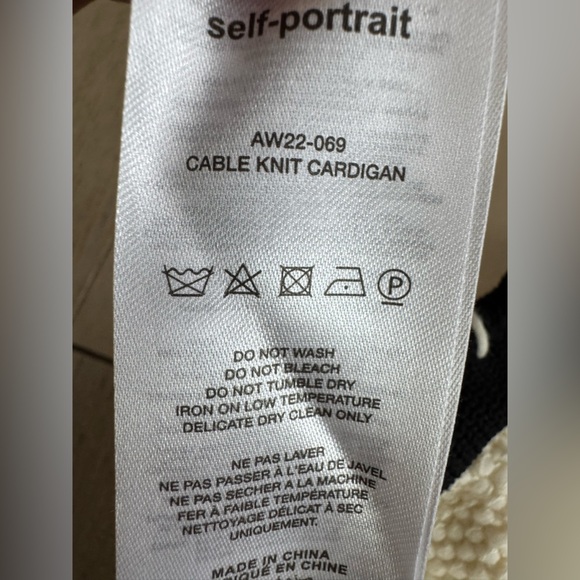 self-portrait
AW22-069
CABLE KNIT CARDIGAN
P
DO NOT WASH
DO NOT BLEACH
DO NOT TUMBLE DRY
IRON ON LOW TEMPERATURE
DELICATE DRY CLEAN ONLY
NE PAS LAVER
NE PAS PASSER À L'EAU DE JAVEL
NE PAS SECHER A LA MACHINE
FER À FAIBLE TEMPÉRATURE
NETTOYAGE DÉLICAT À SEC
UNIQUEMENT.
MADE IN CHINA
EN CHINE